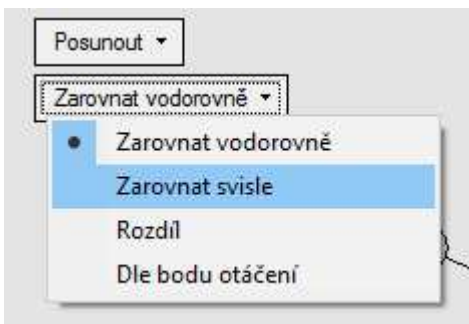 Posunout
Zarovnat vodorovně
Zarovnat vodorovně
Zarovnat svisle
Rozdíl
Dle bodu otáčení